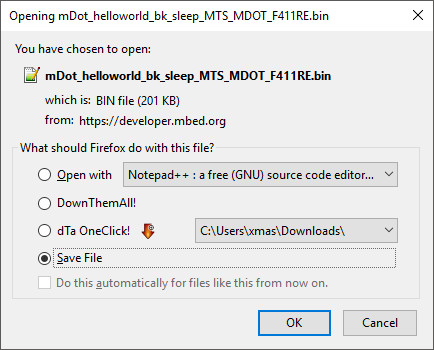 Opening mDot_helloworld_bk_sleep_MTS_MDOT_F411RE.bin
You have chosen to open:
mDot_helloworld_bk_sleep_MTS_MDOT_F411RE.bin
which is: BIN file (201 KB)
from: https://developer.mbed.org
What should Firefox do with this file?
Open with Notepad++ : a free (GNU) source code editor...
DownThemAll!
dTa OneClick! C:\Users\xmas\Downloads\
Save File
Do this automatically for files like this from now on.
OK Cancel